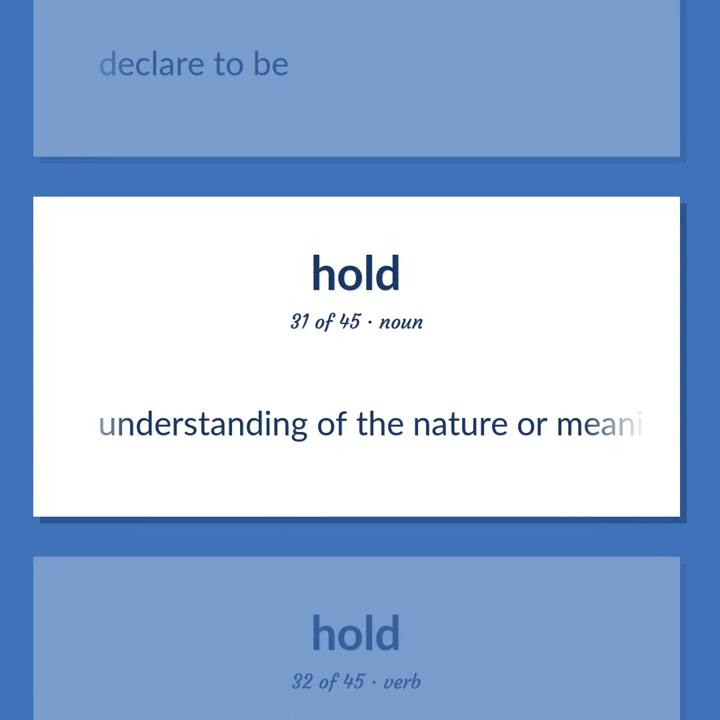 declare to be
hold
31 of 45 · noun
understanding of the nature or meani
hold
32 of 45 · verb